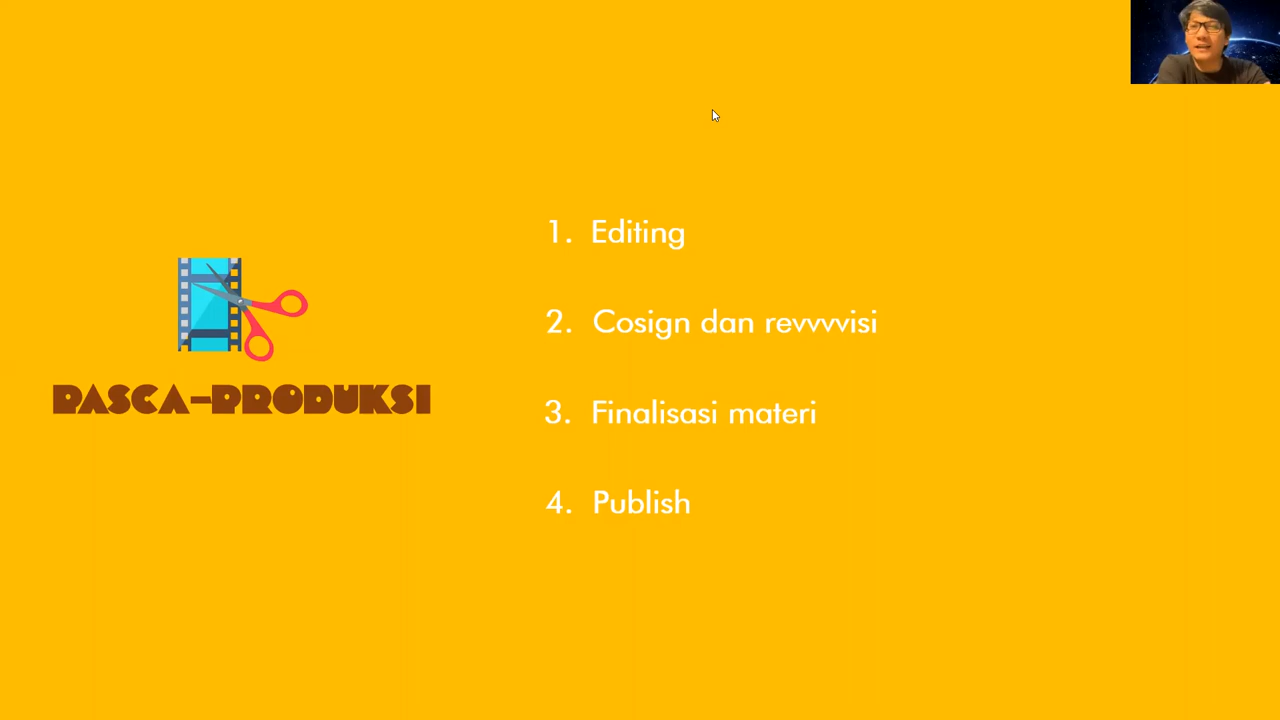 PASCA-PRODUKSI
1. Editing
2. Cosign dan revvvvisi
3. Finalisasi materi
4. Publish